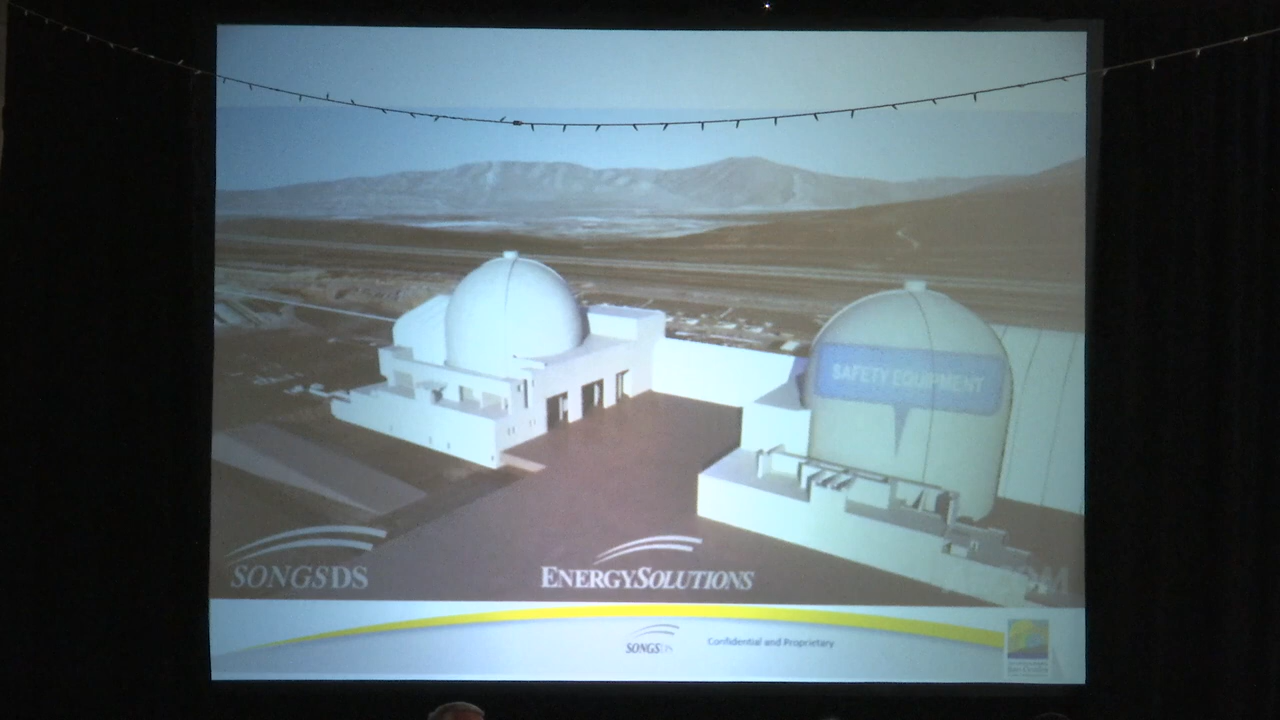 SAFETY EQUIPMENT
SONGSDS
ENERGYSOLUTIONS
SONGSDS
Confidential and Proprietary